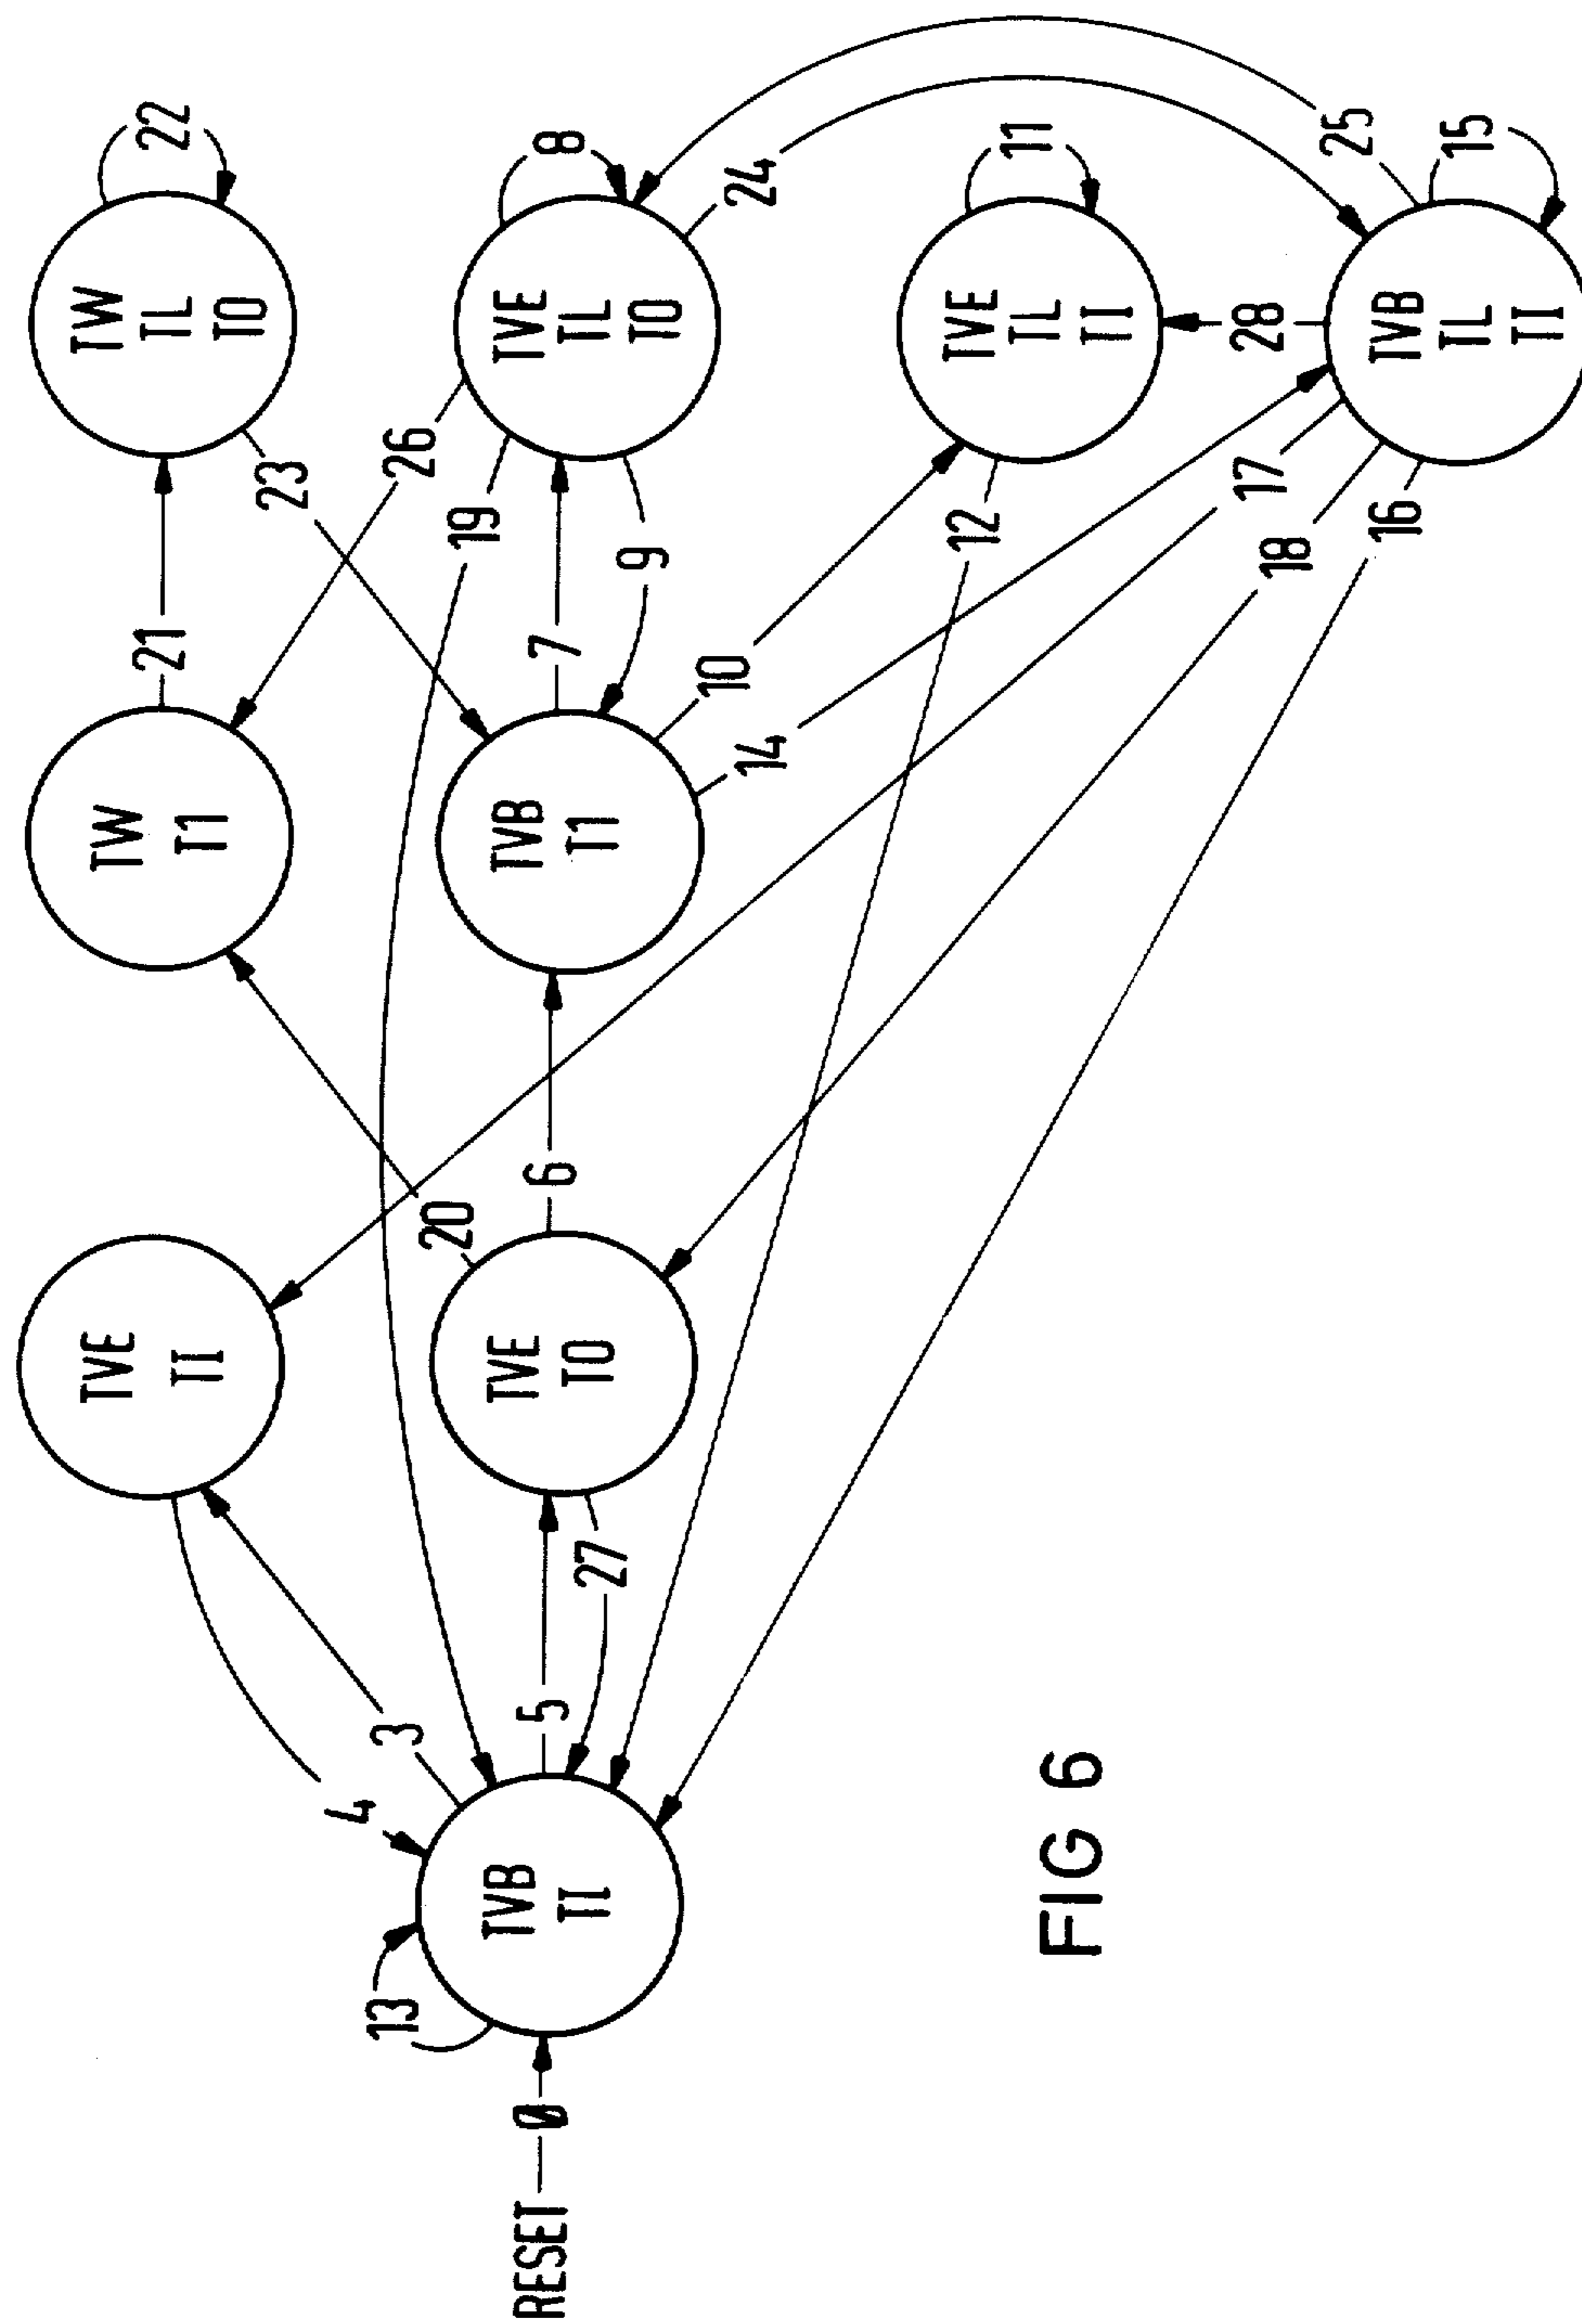 RESET
Ø
13
TVB
TI
4
3
5
27
TVE
TI
TVE
TO
20
6
TW
T1
TVB
T1
21
26
23
19
7
9
10
14
12
17
18
16
TW
TL
TO
22
TVE
TL
TO
8
24
TVE
TL
TI
11
28
TVB
TL
TI
25
15
FIG 6